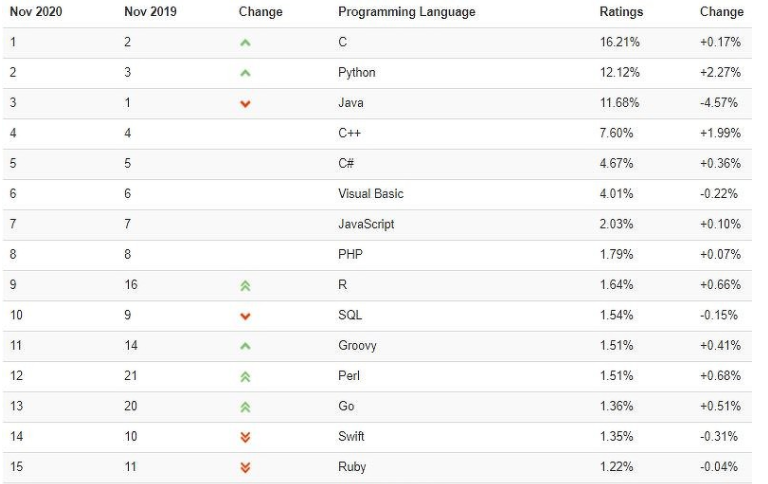 Nov 2020 Nov 2019 Change Programming Language Ratings Change
1 2 C 16.21% +0.17%
2 3 Python 12.12% +2.27%
3 1 Java 11.68% -4.57%
4 4 C++ 7.60% +1.99%
5 5 C# 4.67% +0.36%
6 6 Visual Basic 4.01% -0.22%
7 7 JavaScript 2.03% +0.10%
8 8 PHP 1.79% +0.07%
9 16 R 1.64% +0.66%
10 9 SQL 1.54% -0.15%
11 14 Groovy 1.51% +0.41%
12 21 Perl 1.51% +0.68%
13 20 Go 1.36% +0.51%
14 10 Swift 1.35% -0.31%
15 11 Ruby 1.22% -0.04%